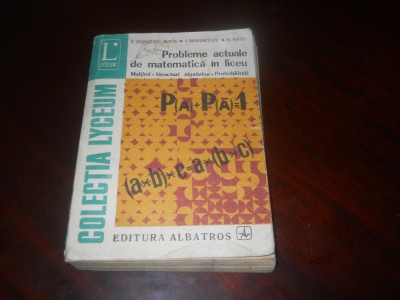 L
LYCEUM
Probleme actuale
de matematică în liceu
Mulțimi • Structuri algebrice • Probabilități
COLECȚIA LYCEUM
P(A)+P(Ā)=1
(a*b)*c=a*(b*c)
EDITURA ALBATROS